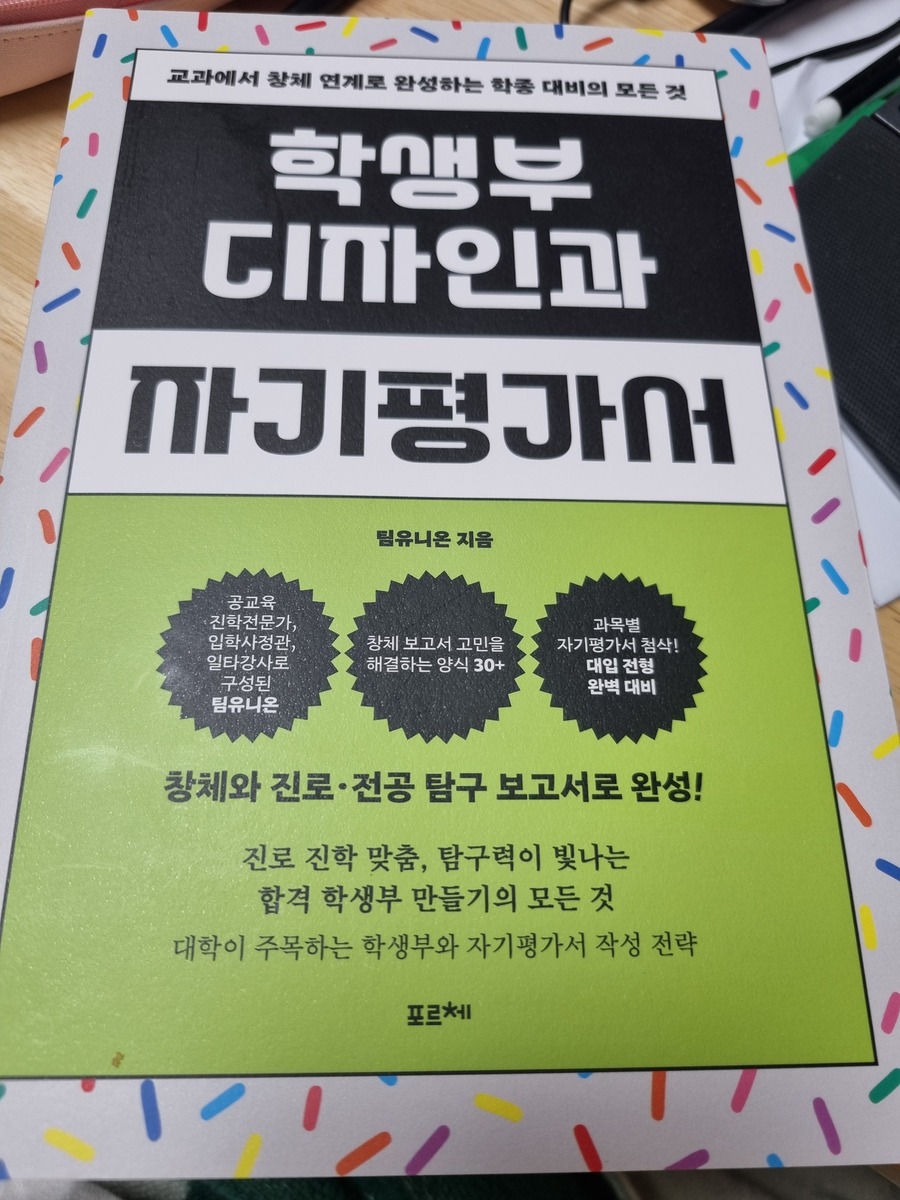 교과에서 창체 연계로 완성하는 학종 대비의 모든 것
학생부
디자인과
자기평가서
팀유니온 지음
공교육
진학전문가,
입학사정관,
일타강사로
구성된
팀유니온
창체 보고서 고민을
해결하는 양식 30+
과목별
자기평가서 첨삭!
대입 전형
완벽 대비
창체와 진로·전공 탐구 보고서로 완성!
진로 진학 맞춤, 탐구력이 빛나는
합격 학생부 만들기의 모든 것
대학이 주목하는 학생부와 자기평가서 작성 전략
포르체